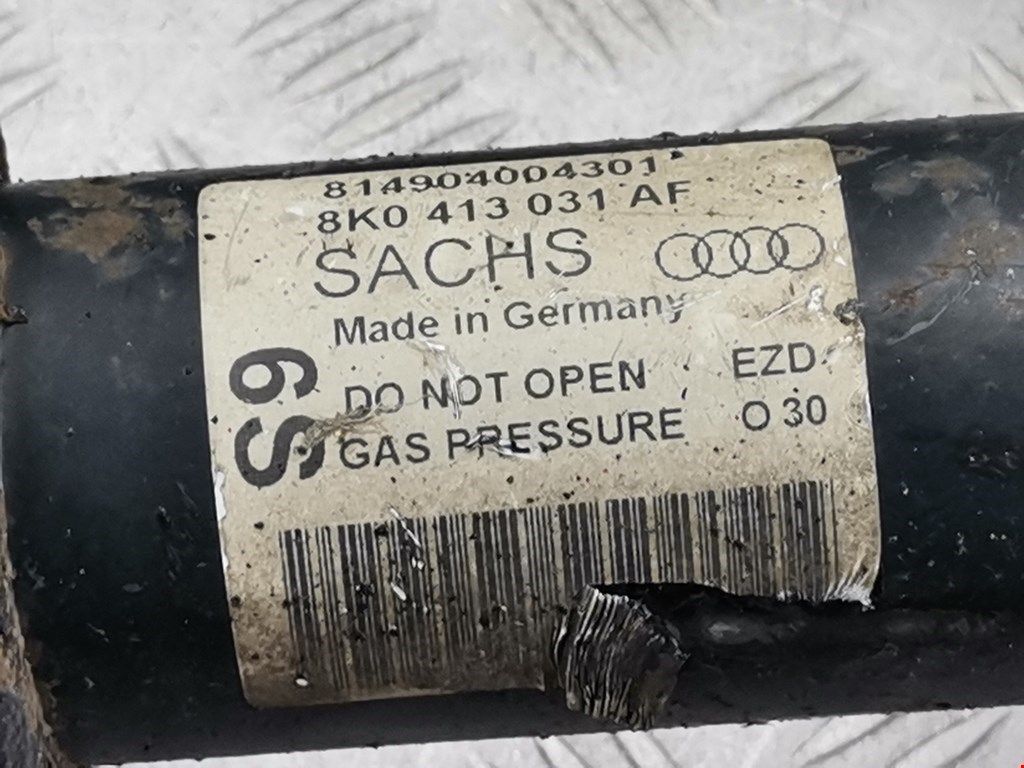 814904004301
8K0 413 031 AF
SACHS
Made in Germany
DO NOT OPEN EZD
GAS PRESSURE O 30
S9